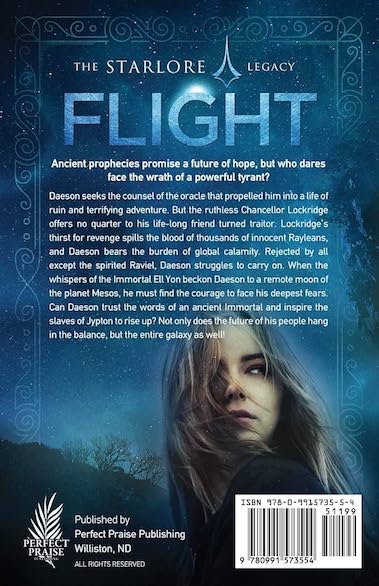 THE STARLORE LEGACY
FLIGHT
Ancient prophecies promise a future of hope, but who dares
face the wrath of a powerful tyrant?
Daeson seeks the counsel of the oracle that propelled him into a life of
ruin and terrifying adventure. But the ruthless Chancellor Lockridge
offers no quarter to his life-long friend turned traitor. Lockridge's
thirst for revenge spills the blood of thousands of innocent Rayleans,
and Daeson bears the burden of global calamity. Rejected by all
except the spirited Raviel, Daeson struggles to carry on. When the
whispers of the Immortal Ell Yon beckon Daeson to a remote moon of
the planet Mesos, he must find the courage to face his deepest fears.
Can Daeson trust the words of an ancient Immortal and inspire the
slaves of Jypton to rise up? Not only does the future of his people hang
in the balance, but the entire galaxy as well!
ISBN 978-0-9915735-5-4
51199
9 780991 573554
PERFECT
PRAISE
PUBLISHING
Published by
Perfect Praise Publishing
Williston, ND
ALL RIGHTS RESERVED